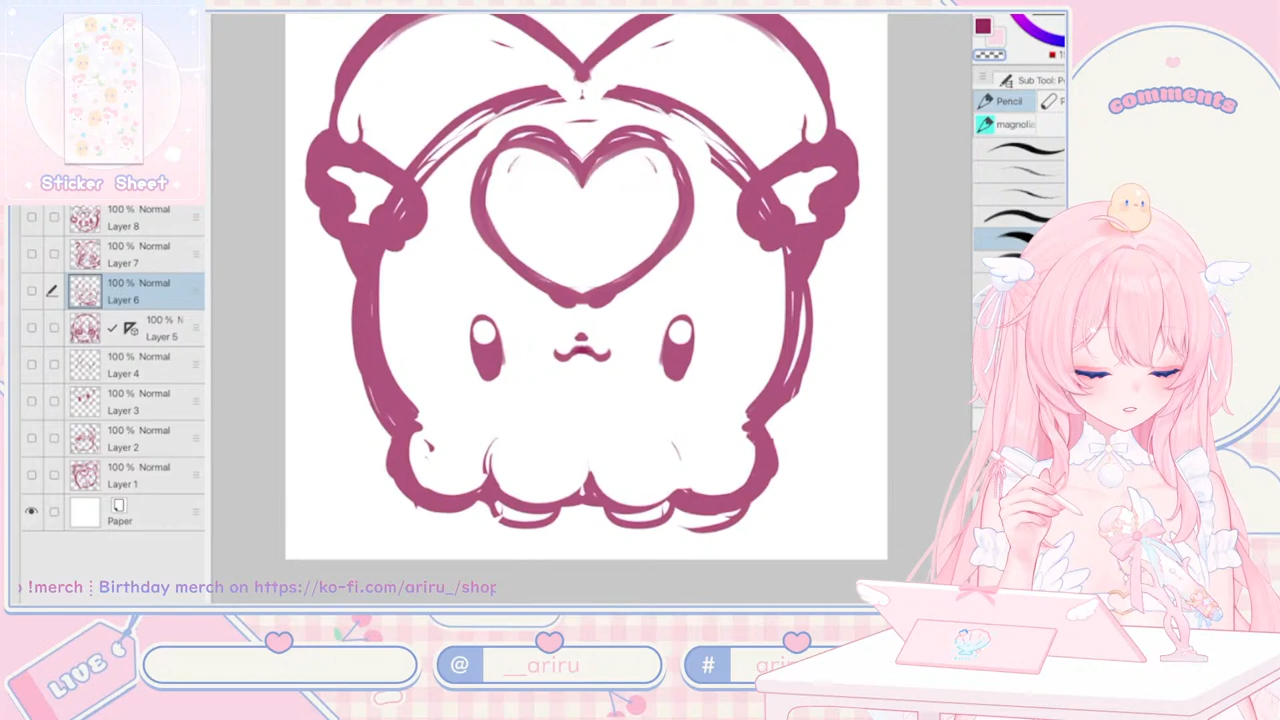 Sticker Sheet
100 % Normal
Layer 8
100 % Normal
Layer 7
100 % Normal
Layer 6
100 % N
Layer 5
100 % Normal
Layer 4
100 % Normal
Layer 3
100 % Normal
Layer 2
100 % Normal
Layer 1
Paper
Sub Tool: P
Pencil
magnolia
comments
!merch ⋮ Birthday merch on https://ko-fi.com/ariru_/shop
LIVE
@ __ariru
# ari